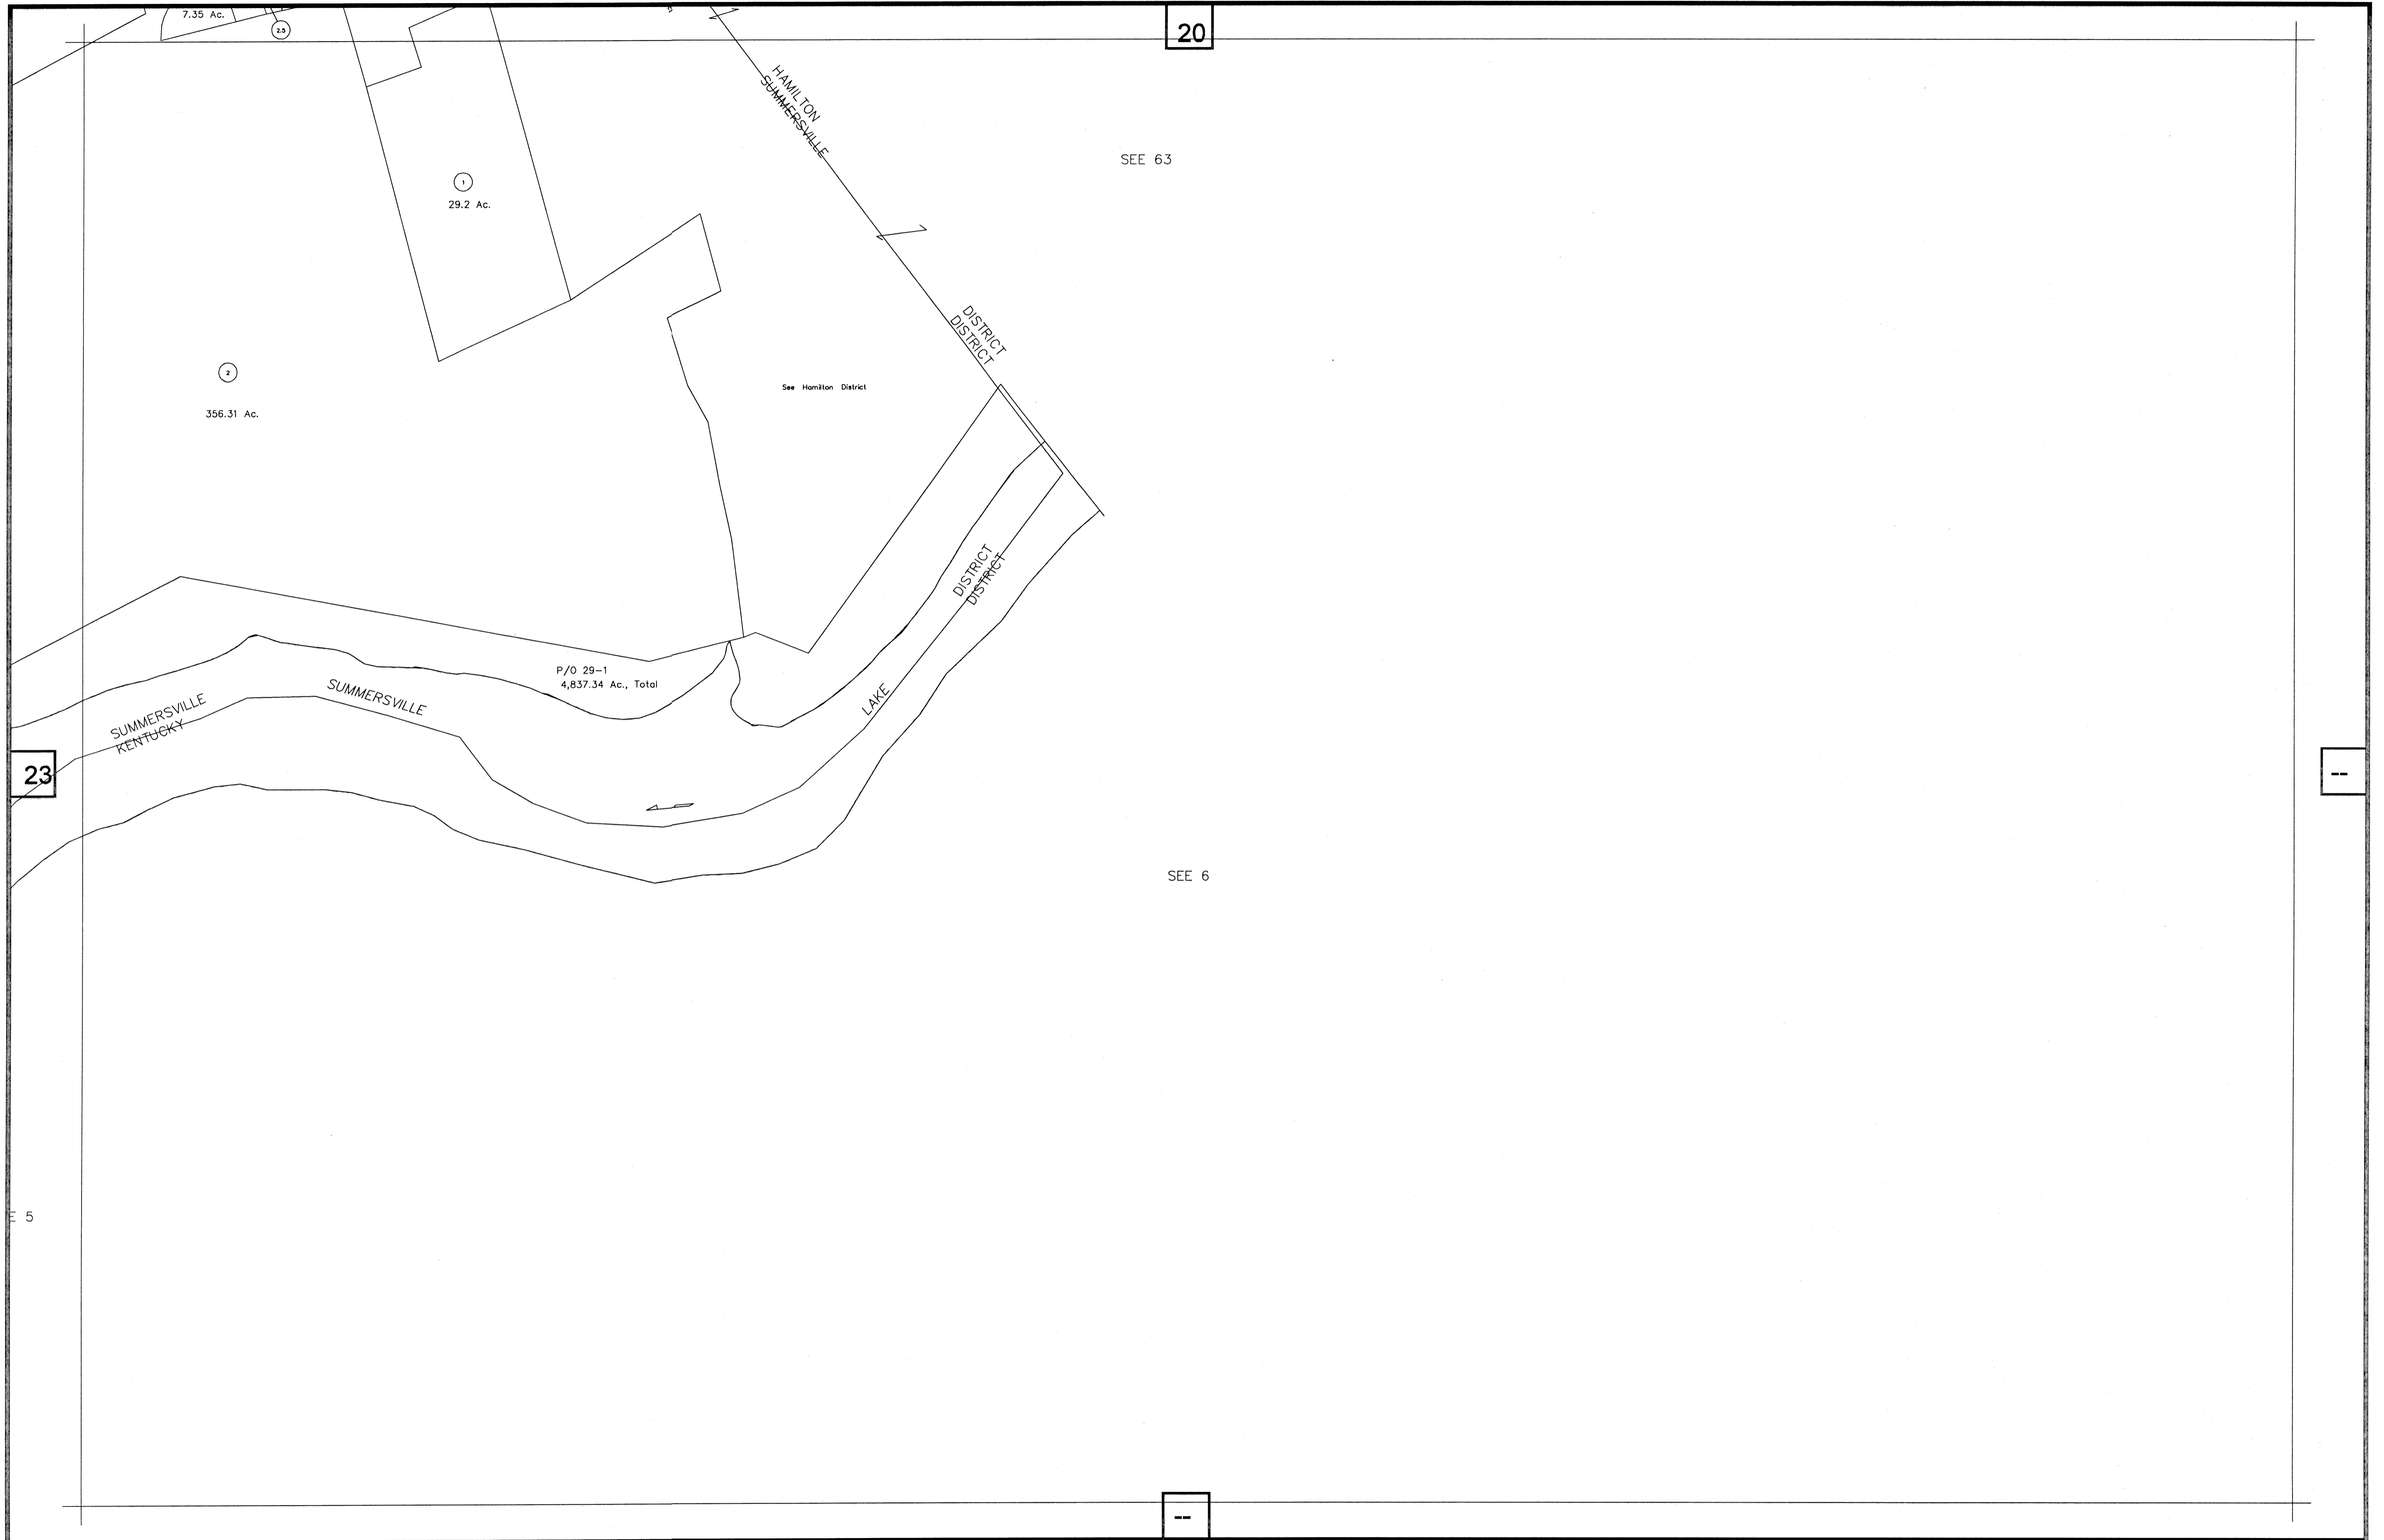 7.35 Ac.
2.5
20
HAMILTON
SUMMERSVILLE
SEE 63
1
29.2 Ac.
DISTRICT
DISTRICT
2
356.31 Ac.
See Hamilton District
DISTRICT
DISTRICT
P/O 29-1
4,837.34 Ac., Total
SUMMERSVILLE
LAKE
SUMMERSVILLE
KENTUCKY
23
--
SEE 6
E 5
--